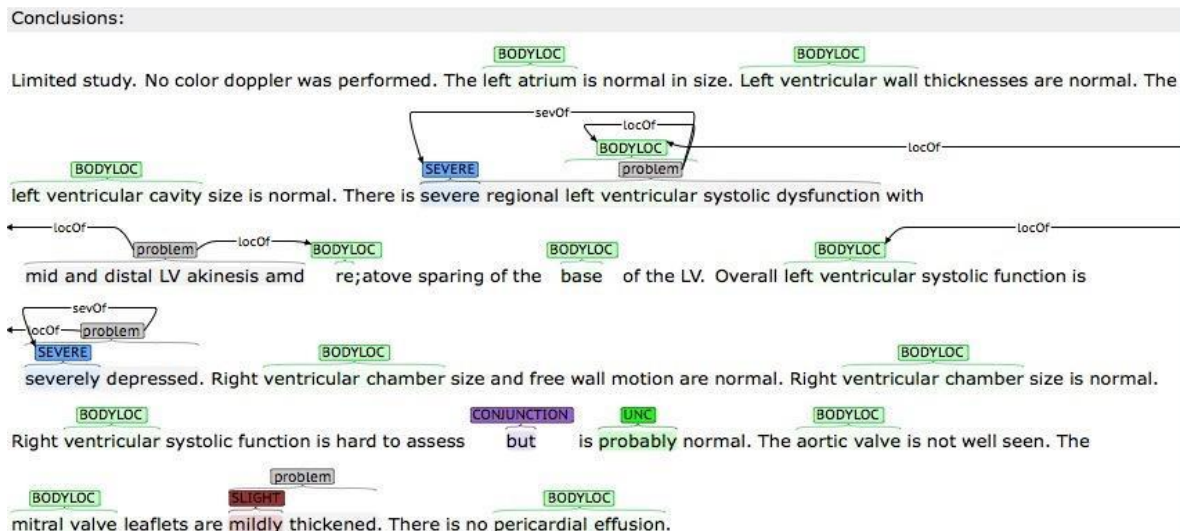 Conclusions:
BODYLOC BODYLOC
Limited study. No color doppler was performed. The left atrium is normal in size. Left ventricular wall thicknesses are normal. The
sevOf
locOf
BODYLOC locOf
BODYLOC SEVERE problem
left ventricular cavity size is normal. There is severe regional left ventricular systolic dysfunction with
locOf problem locOf BODYLOC BODYLOC BODYLOC locOf
mid and distal LV akinesis amd re;atove sparing of the base of the LV. Overall left ventricular systolic function is
sevOf
locOf problem
SEVERE BODYLOC BODYLOC
severely depressed. Right ventricular chamber size and free wall motion are normal. Right ventricular chamber size is normal.
BODYLOC CONJUNCTION UNC BODYLOC
Right ventricular systolic function is hard to assess but is probably normal. The aortic valve is not well seen. The
problem
BODYLOC SLIGHT BODYLOC
mitral valve leaflets are mildly thickened. There is no pericardial effusion.